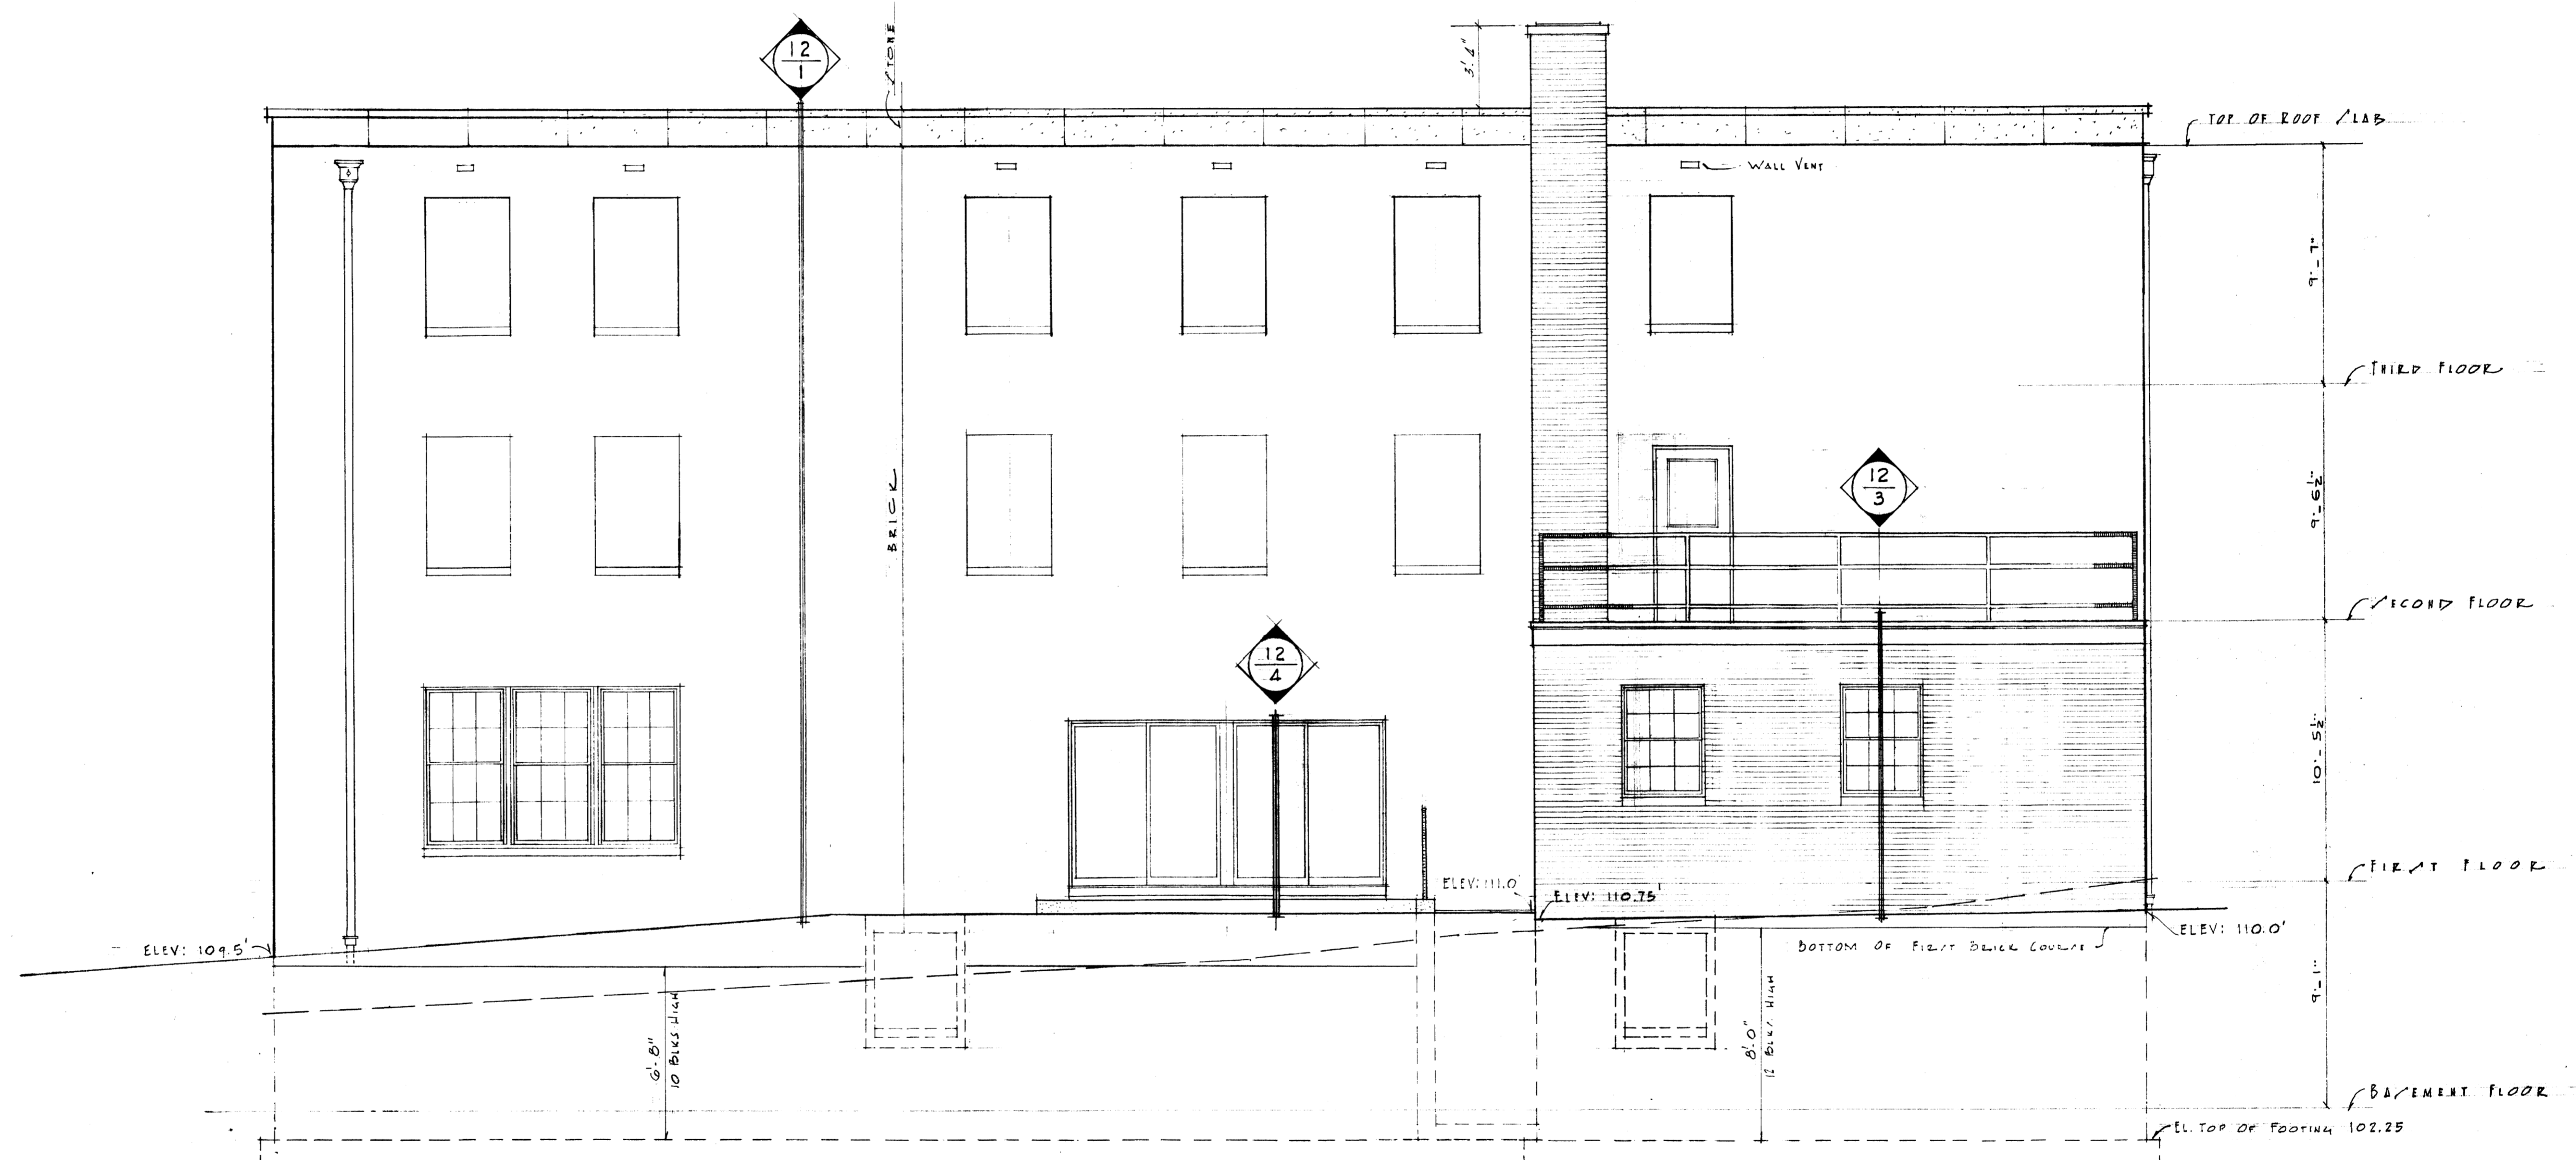 12
1
STONE
3'-4"
TOP OF ROOF SLAB
WALL VENT
9'-7"
THIRD FLOOR
BRICK
12
3
9'-6½"
SECOND FLOOR
12
4
10'-5½"
FIRST FLOOR
ELEV: 111.0'
ELEV: 110.75'
ELEV: 110.0'
ELEV: 109.5'
BOTTOM OF FIRST BRICK COURSE
9'-1"
6'-8"
10 BLKS HIGH
8'-0"
12 BLKS. HIGH
BASEMENT FLOOR
EL. TOP OF FOOTING 102.25